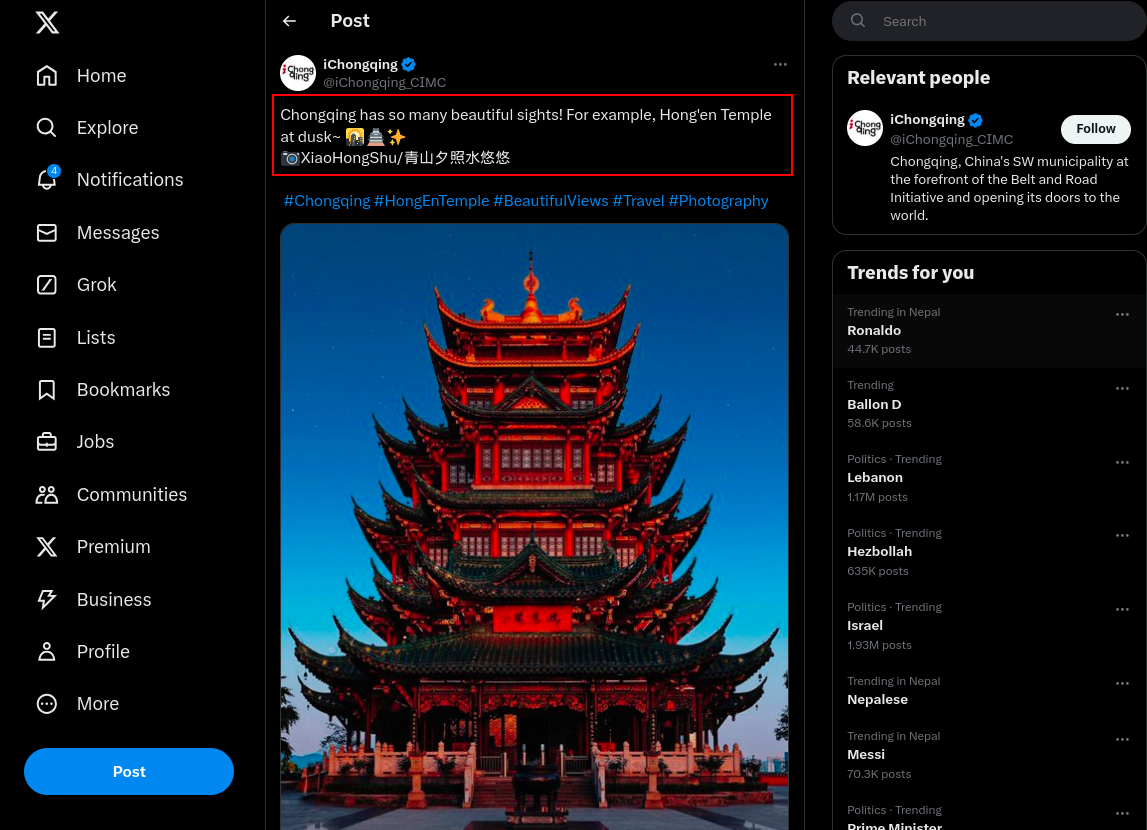 Post
Search
iChongqing
@iChongqing_CIMC
Chongqing has so many beautiful sights! For example, Hong'en Temple
at dusk~ 🌇🏯✨
📷XiaoHongShu/青山夕照水悠悠
#Chongqing #HongEnTemple #BeautifulViews #Travel #Photography
Home
Explore
4
Notifications
Messages
Grok
Lists
Bookmarks
Jobs
Communities
Premium
Business
Profile
More
Post
Relevant people
iChongqing
@iChongqing_CIMC
Follow
Chongqing, China's SW municipality at
the forefront of the Belt and Road
Initiative and opening its doors to the
world.
Trends for you
Trending in Nepal
Ronaldo
44.7K posts
Trending
Ballon D
58.6K posts
Politics · Trending
Lebanon
1.17M posts
Politics · Trending
Hezbollah
635K posts
Politics · Trending
Israel
1.93M posts
Trending in Nepal
Nepalese
Trending in Nepal
Messi
70.3K posts
Politics · Trending
Prime Minister